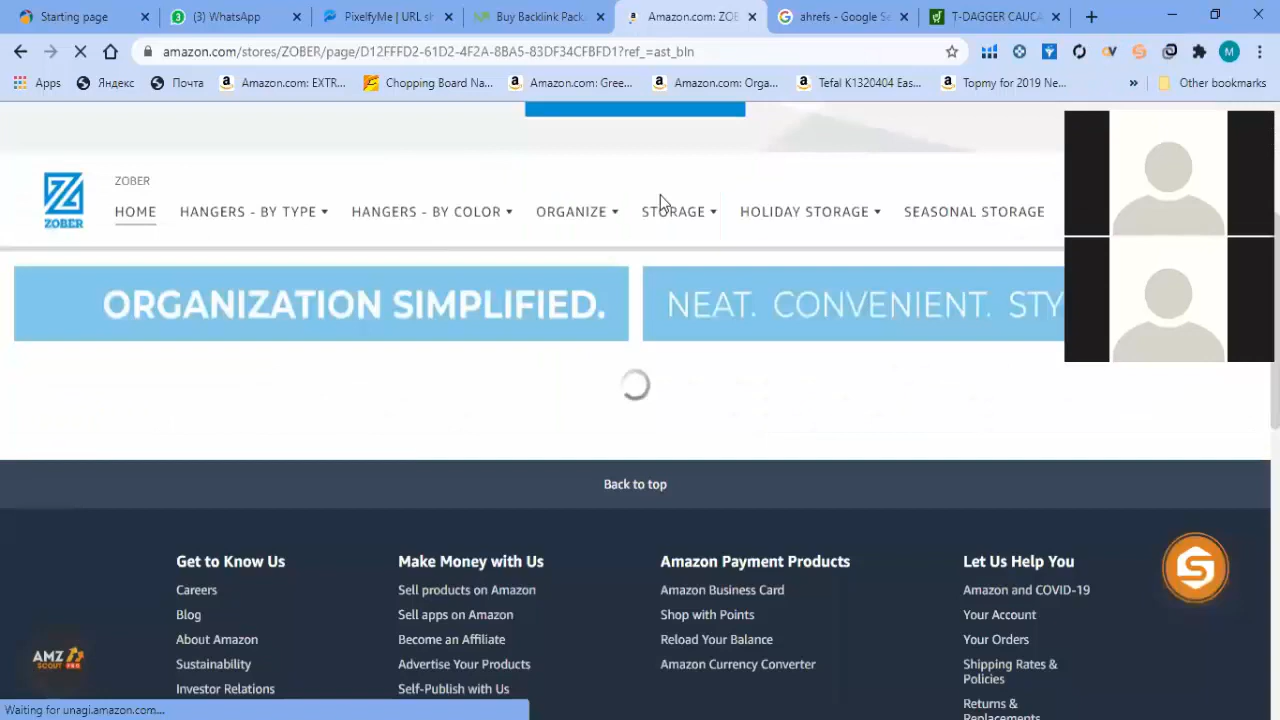 Starting page
(3) WhatsApp
PixelfyMe | URL sh
Buy Backlink Pack
Amazon.com: ZOB
ahrefs - Google Se
T-DAGGER CAUCA
amazon.com/stores/ZOBER/page/D12FFFD2-61D2-4F2A-8BA5-83DF34CFBFD1?ref_=ast_bln
M
Apps
Яндекс
Почта
Amazon.com: EXTR...
Chopping Board Na...
Amazon.com: Gree...
Amazon.com: Orga...
Tefal K1320404 Eas...
Topmy for 2019 Ne...
Other bookmarks
ZOBER
ZOBER
HOME
HANGERS - BY TYPE
HANGERS - BY COLOR
ORGANIZE
STORAGE
HOLIDAY STORAGE
SEASONAL STORAGE
ORGANIZATION SIMPLIFIED.
NEAT. CONVENIENT. STY
Back to top
Get to Know Us
Careers
Blog
About Amazon
Sustainability
Investor Relations
Make Money with Us
Sell products on Amazon
Sell apps on Amazon
Become an Affiliate
Advertise Your Products
Self-Publish with Us
Amazon Payment Products
Amazon Business Card
Shop with Points
Reload Your Balance
Amazon Currency Converter
Let Us Help You
Amazon and COVID-19
Your Account
Your Orders
Shipping Rates &
Policies
Returns &
Replacements
AMZ
SCOUT PRO
Waiting for unagi.amazon.com...